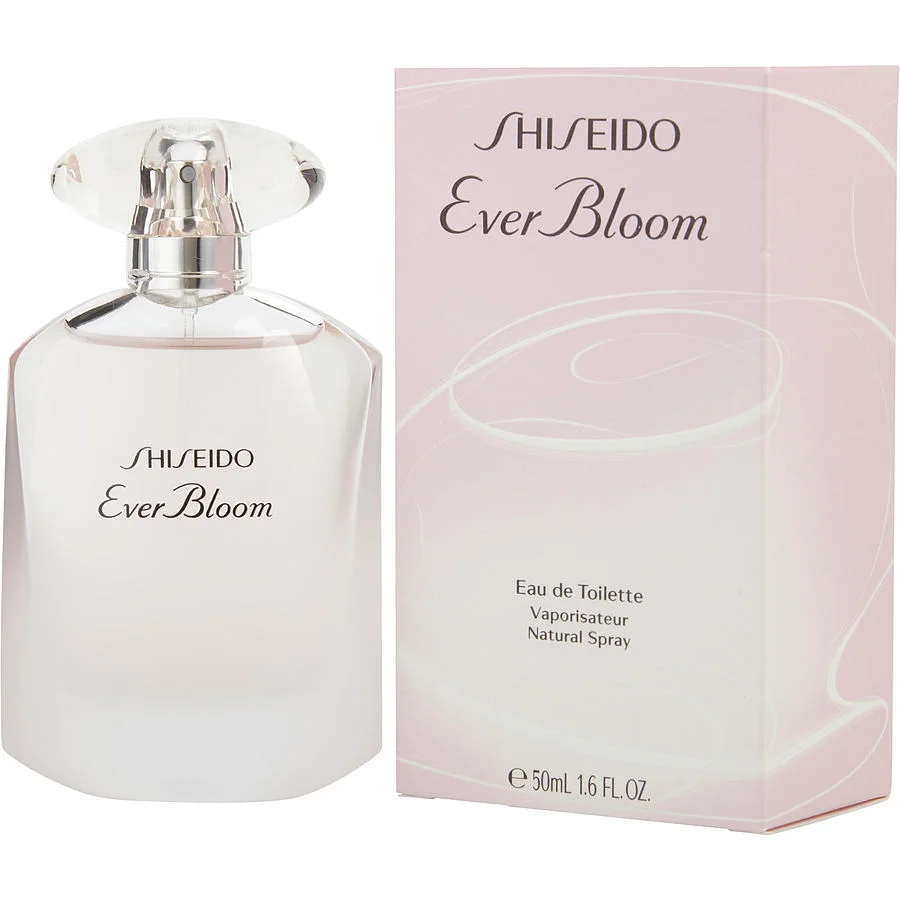 SHISEIDO
Ever Bloom
SHISEIDO
Ever Bloom
Eau de Toilette
Vaporisateur
Natural Spray
℮ 50mL 1.6 FL. OZ.